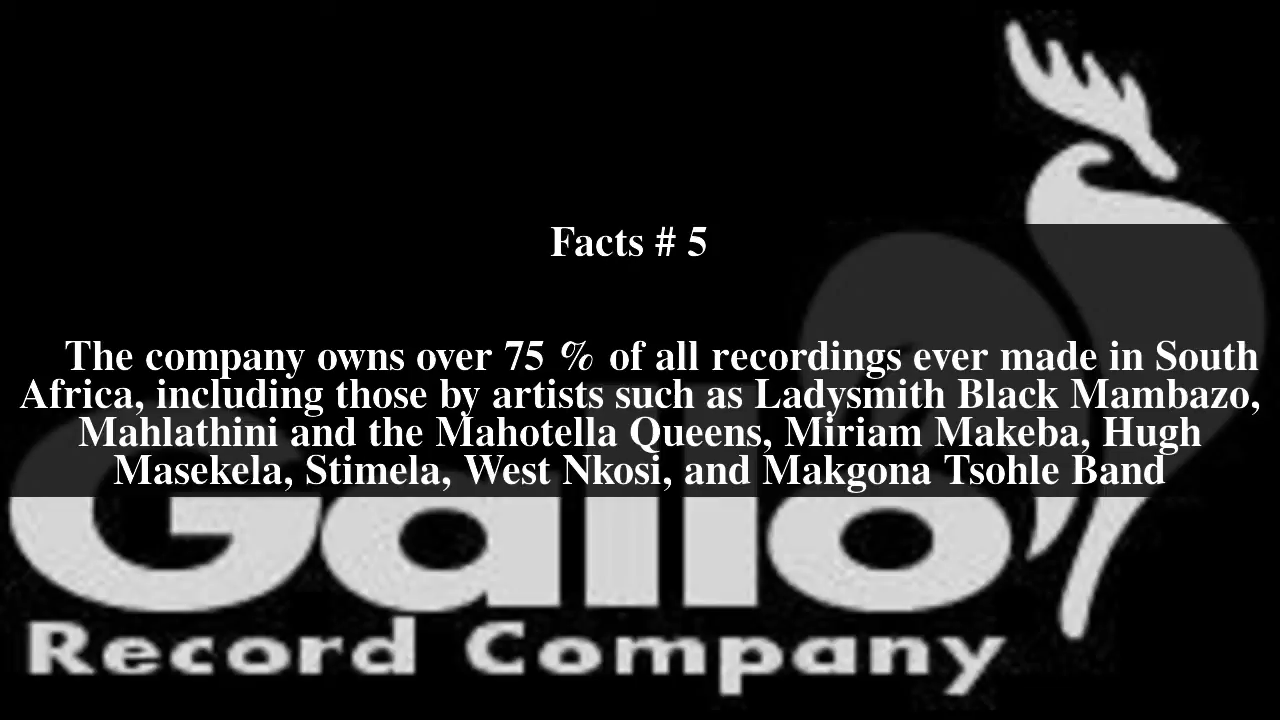 Facts # 5
The company owns over 75 % of all recordings ever made in South
Africa, including those by artists such as Ladysmith Black Mambazo,
Mahlathini and the Mahotella Queens, Miriam Makeba, Hugh
Masekela, Stimela, West Nkosi, and Makgona Tsohle Band
Gallo
Record Company